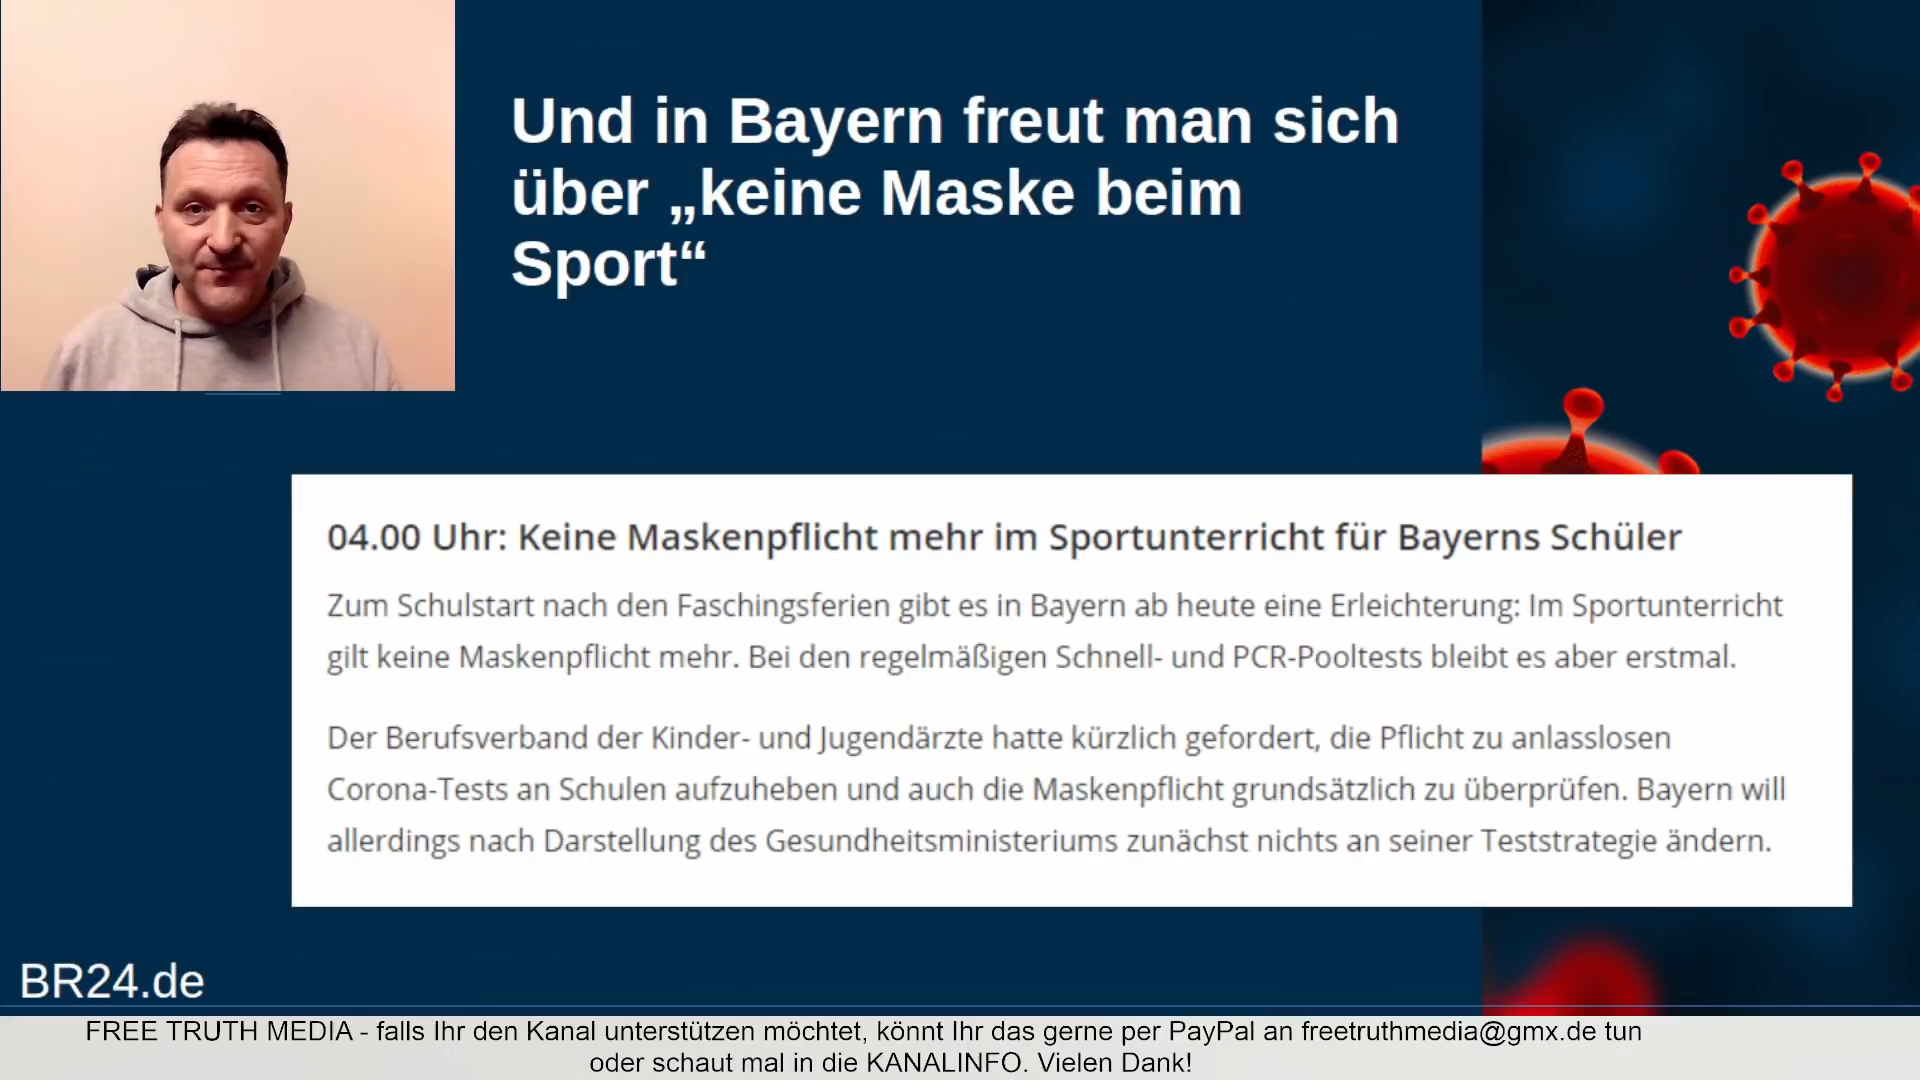 Und in Bayern freut man sich
über „keine Maske beim
Sport“
04.00 Uhr: Keine Maskenpflicht mehr im Sportunterricht für Bayerns Schüler
Zum Schulstart nach den Faschingsferien gibt es in Bayern ab heute eine Erleichterung: Im Sportunterricht
gilt keine Maskenpflicht mehr. Bei den regelmäßigen Schnell- und PCR-Pooltests bleibt es aber erstmal.
Der Berufsverband der Kinder- und Jugendärzte hatte kürzlich gefordert, die Pflicht zu anlasslosen
Corona-Tests an Schulen aufzuheben und auch die Maskenpflicht grundsätzlich zu überprüfen. Bayern will
allerdings nach Darstellung des Gesundheitsministeriums zunächst nichts an seiner Teststrategie ändern.
BR24.de
FREE TRUTH MEDIA - falls Ihr den Kanal unterstützen möchtet, könnt Ihr das gerne per PayPal an freetruthmedia@gmx.de tun
oder schaut mal in die KANALINFO. Vielen Dank!